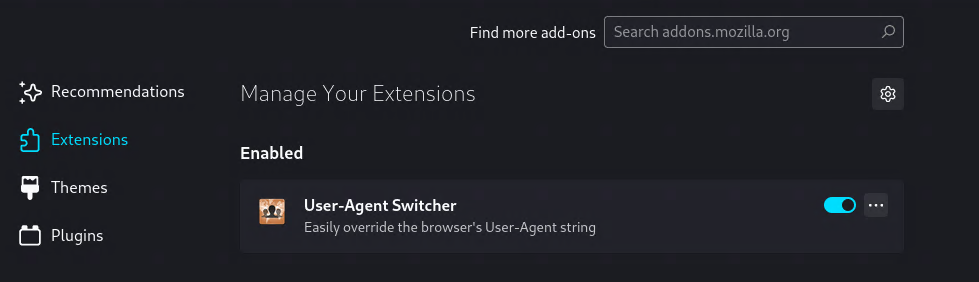 Find more add-ons Search addons.mozilla.org
Recommendations
Manage Your Extensions
Extensions
Enabled
Themes
User-Agent Switcher
Easily override the browser's User-Agent string
Plugins